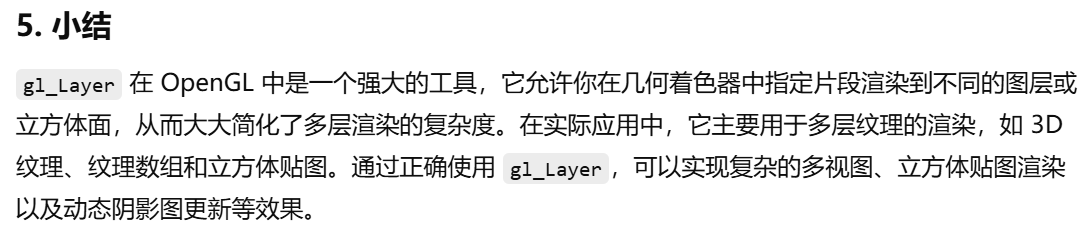 5. 小结
gl_Layer 在 OpenGL 中是一个强大的工具，它允许你在几何着色器中指定片段渲染到不同的图层或
立方体面，从而大大简化了多层渲染的复杂度。在实际应用中，它主要用于多层纹理的渲染，如 3D
纹理、纹理数组和立方体贴图。通过正确使用 gl_Layer，可以实现复杂的多视图、立方体贴图渲染
以及动态阴影图更新等效果。